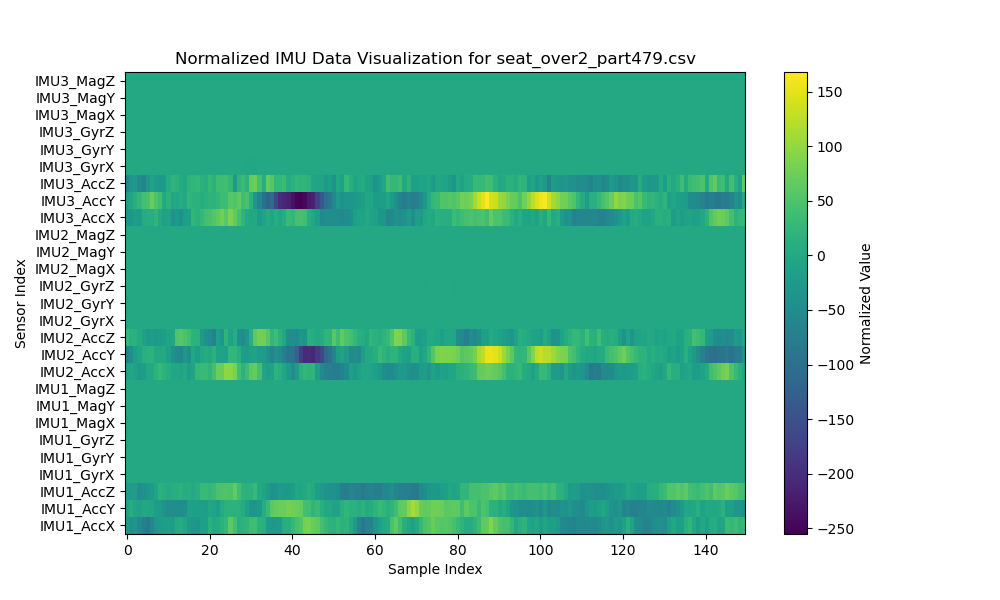 Normalized IMU Data Visualization for seat_over2_part479.csv
IMU3_MagZ
IMU3_MagY
IMU3_MagX
IMU3_GyrZ
IMU3_GyrY
IMU3_GyrX
IMU3_AccZ
IMU3_AccY
IMU3_AccX
IMU2_MagZ
IMU2_MagY
IMU2_MagX
IMU2_GyrZ
IMU2_GyrY
IMU2_GyrX
IMU2_AccZ
IMU2_AccY
IMU2_AccX
IMU1_MagZ
IMU1_MagY
IMU1_MagX
IMU1_GyrZ
IMU1_GyrY
IMU1_GyrX
IMU1_AccZ
IMU1_AccY
IMU1_AccX
Sensor Index
0 20 40 60 80 100 120 140
Sample Index
150
100
50
0
−50
−100
−150
−200
−250
Normalized Value